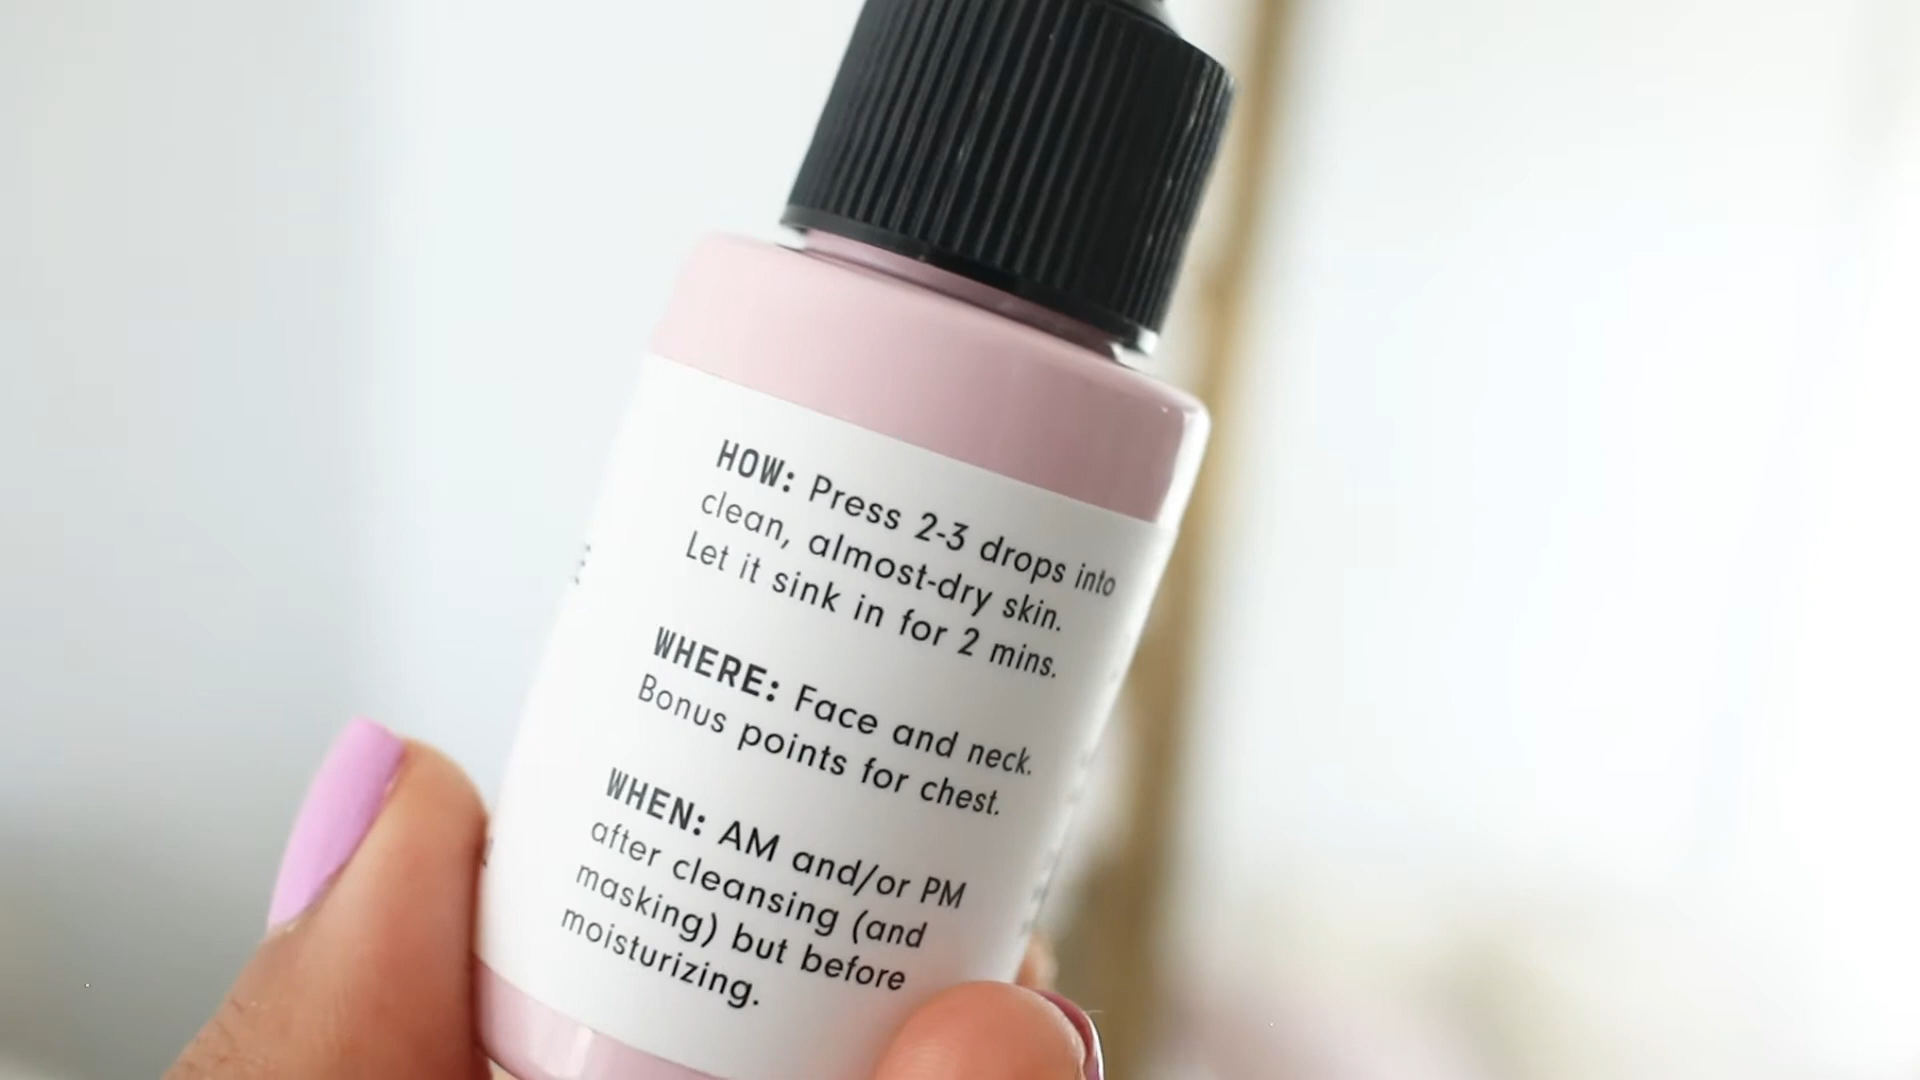 HOW: Press 2-3 drops into
clean, almost-dry skin.
Let it sink in for 2 mins.
WHERE: Face and neck.
Bonus points for chest.
WHEN: AM and/or PM
after cleansing (and
masking) but before
moisturizing.